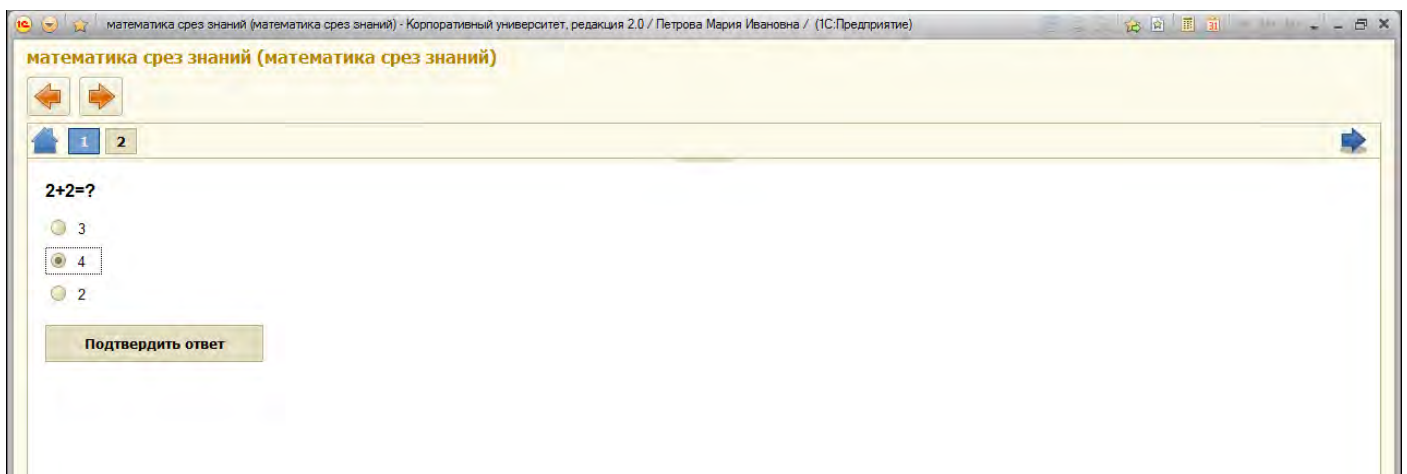 математика срез знаний (математика срез знаний) - Корпоративный университет, редакция 2.0 / Петрова Мария Ивановна / (1С:Предприятие)
математика срез знаний (математика срез знаний)
1 2
2+2=?
3
4
2
Подтвердить ответ